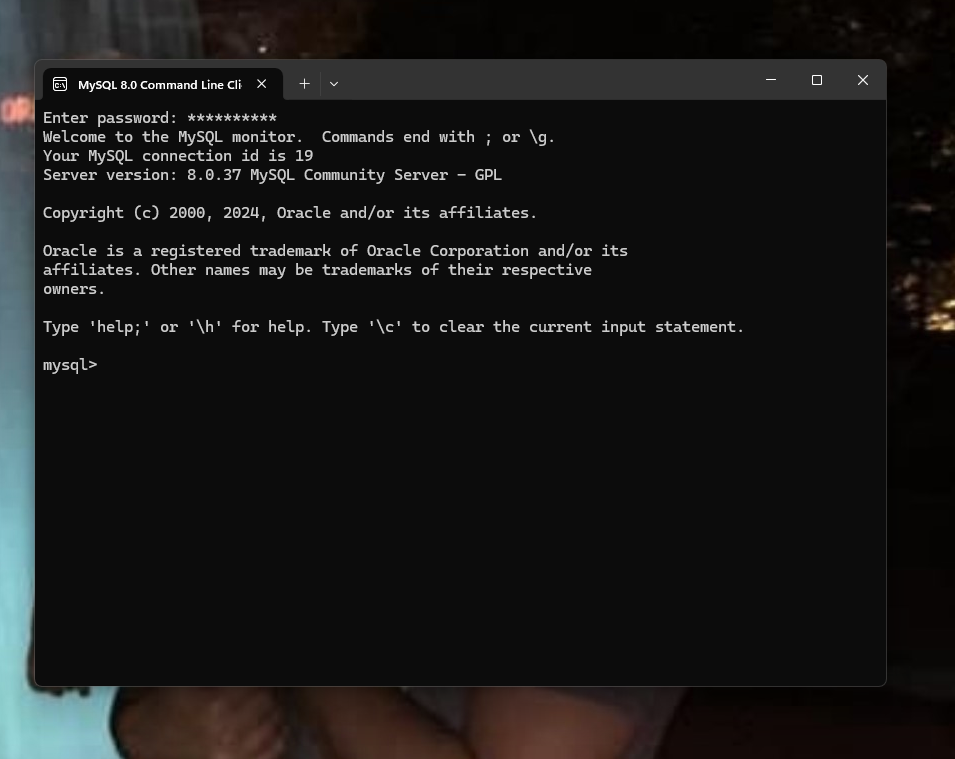 MySQL 8.0 Command Line Cli
Enter password: **********
Welcome to the MySQL monitor.  Commands end with ; or \g.
Your MySQL connection id is 19
Server version: 8.0.37 MySQL Community Server - GPL
Copyright (c) 2000, 2024, Oracle and/or its affiliates.
Oracle is a registered trademark of Oracle Corporation and/or its
affiliates. Other names may be trademarks of their respective
owners.
Type 'help;' or '\h' for help. Type '\c' to clear the current input statement.
mysql>